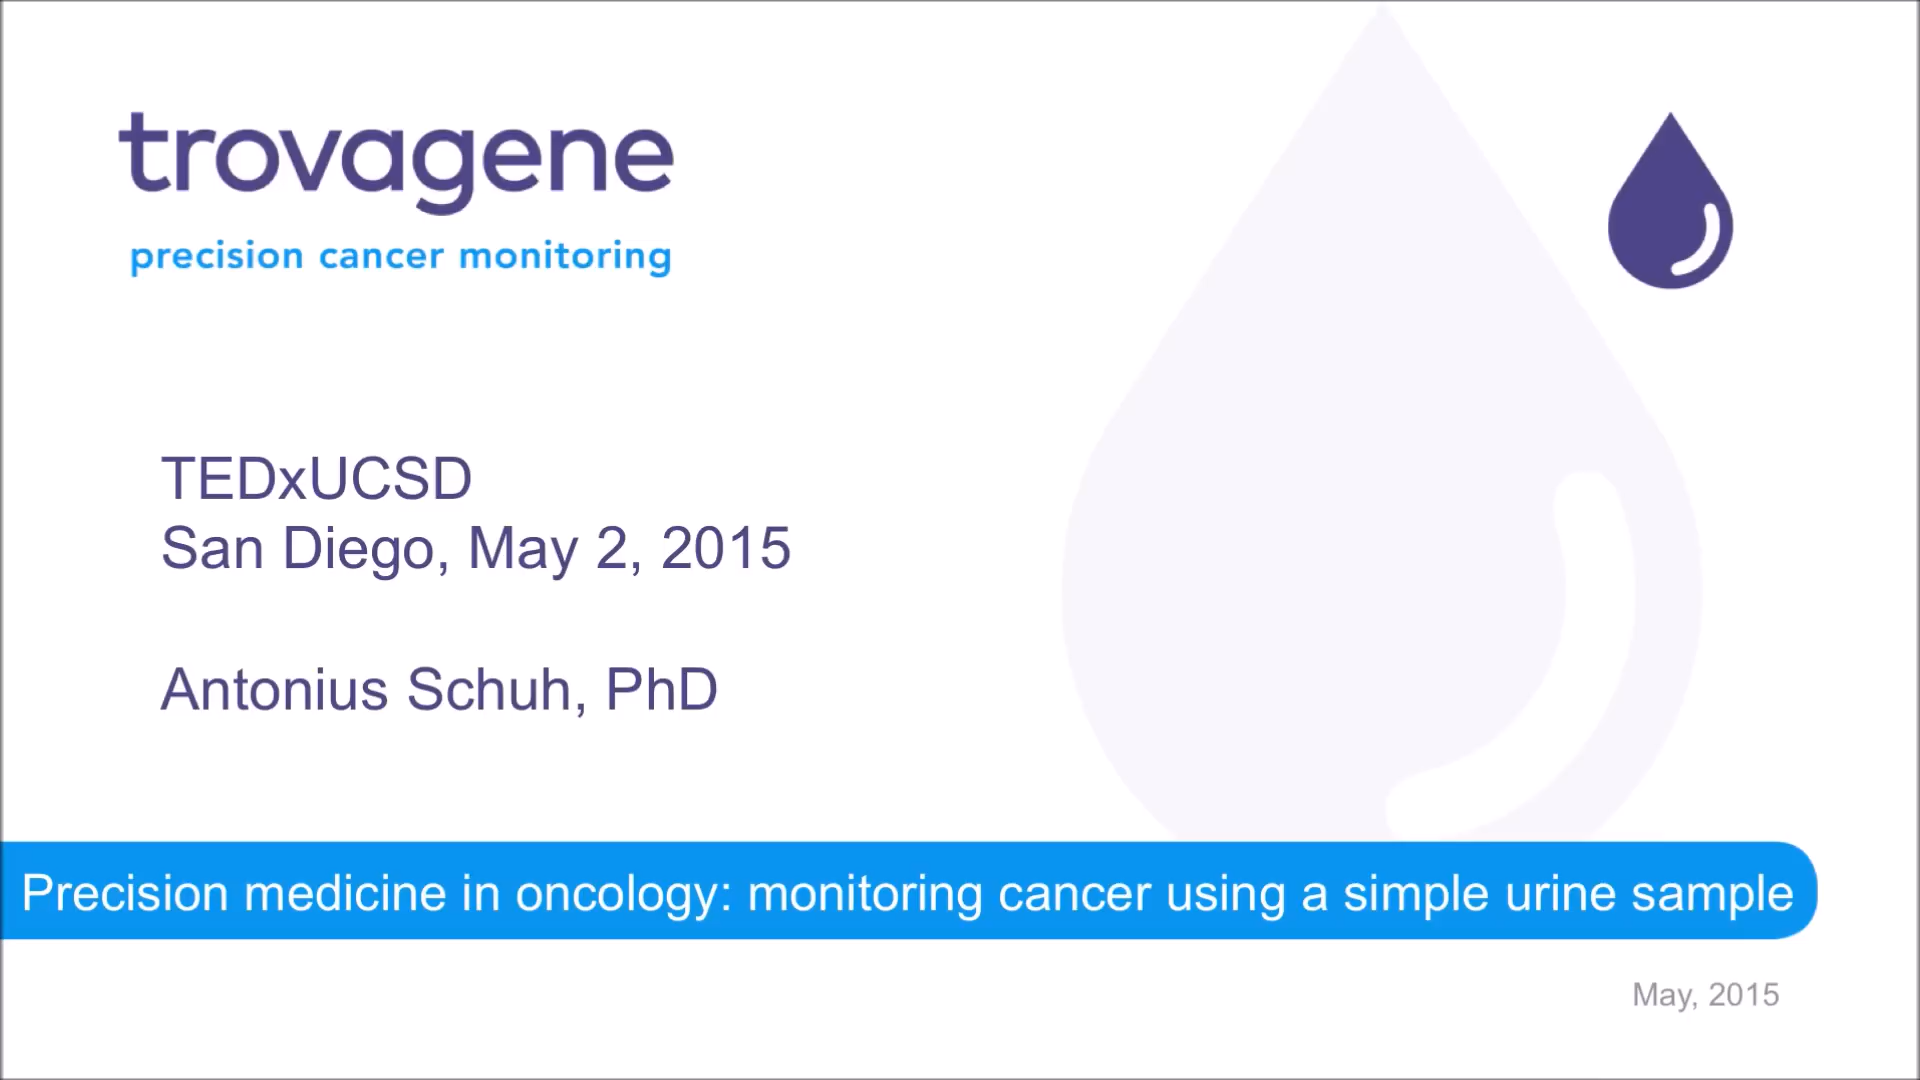 trovagene
precision cancer monitoring
TEDxUCSD
San Diego, May 2, 2015
Antonius Schuh, PhD
Precision medicine in oncology: monitoring cancer using a simple urine sample
May, 2015